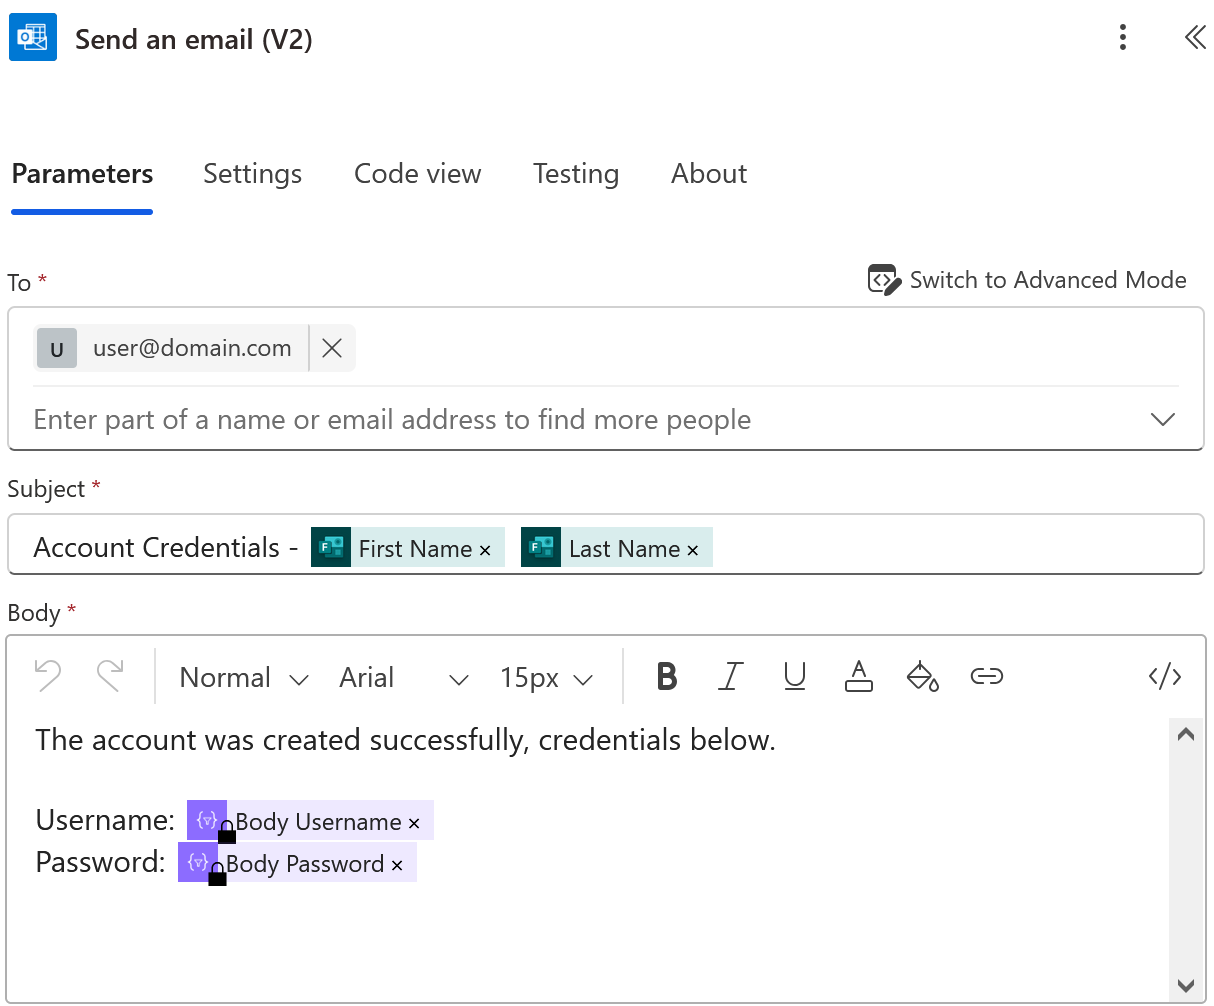 Send an email (V2)
Parameters Settings Code view Testing About
To *
Switch to Advanced Mode
U user@domain.com
Enter part of a name or email address to find more people
Subject *
Account Credentials - First Name × Last Name ×
Body *
Normal Arial 15px B I U A </>
The account was created successfully, credentials below.
Username: Body Username ×
Password: Body Password ×